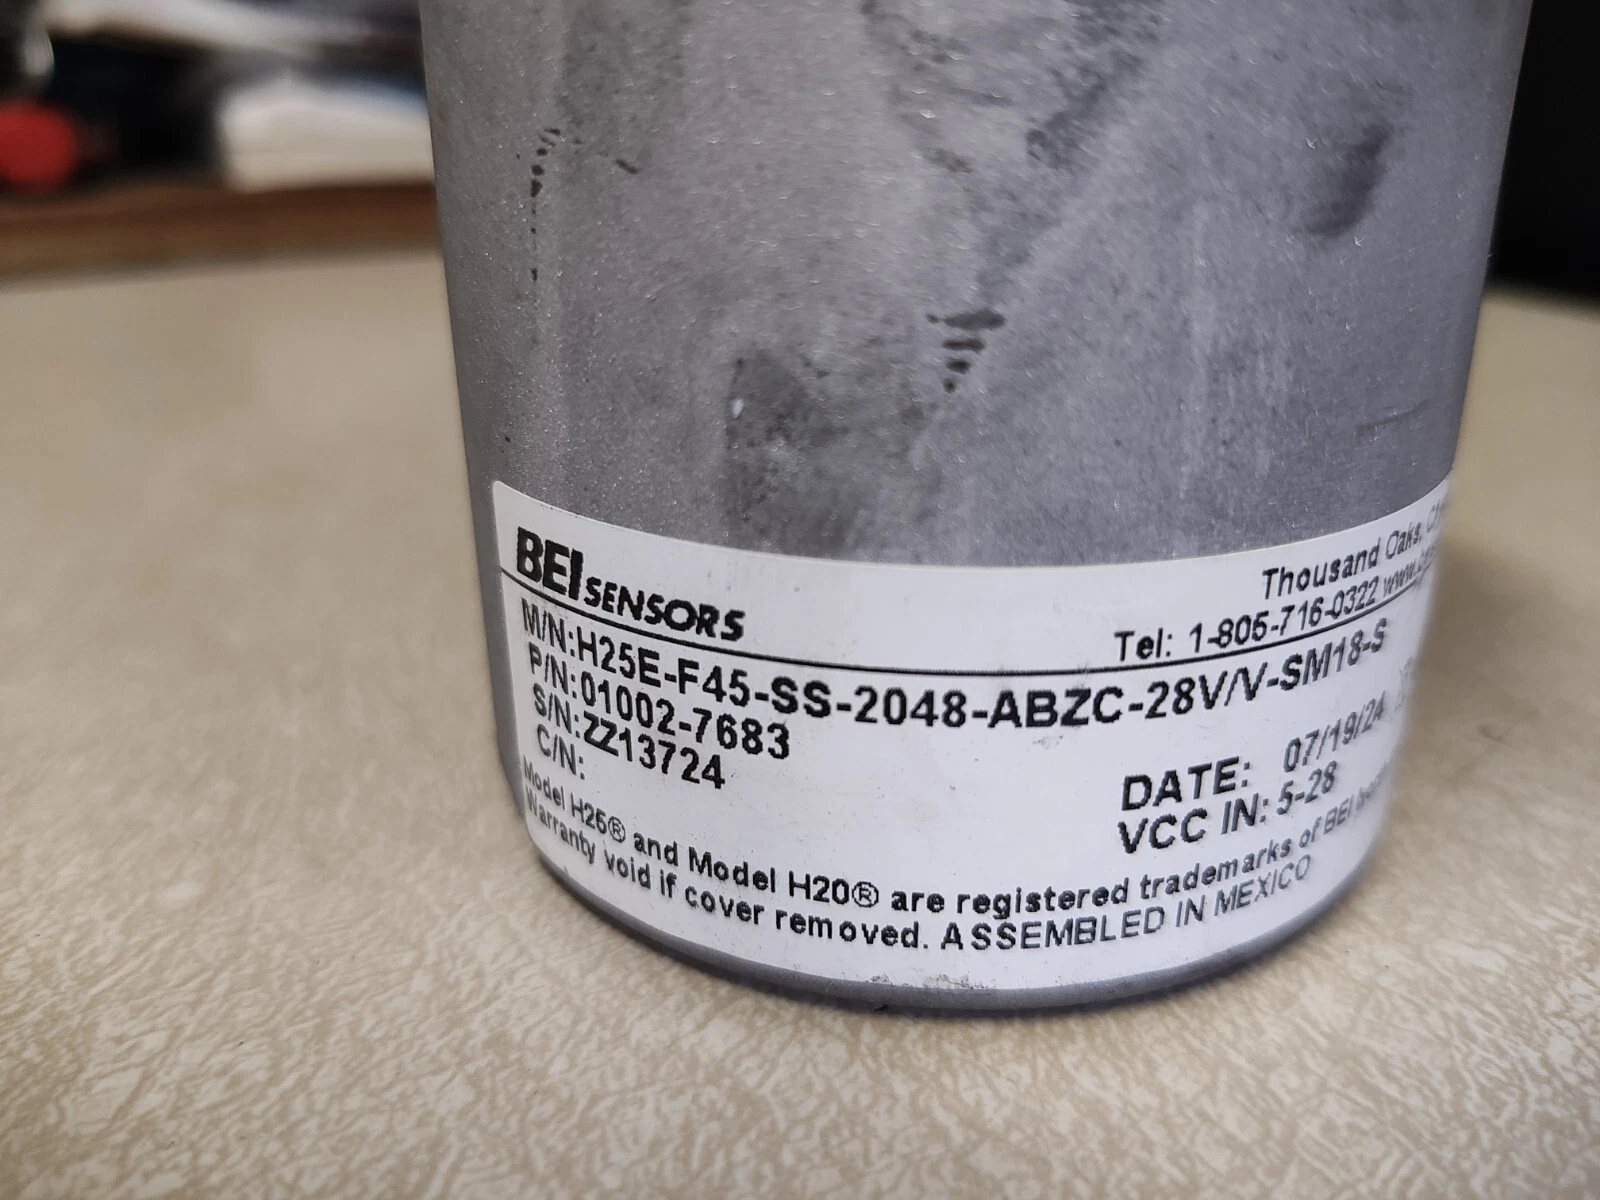 BEI SENSORS
Thousand Oaks,
Tel: 1-805-716-0322
M/N:H25E-F45-SS-2048-ABZC-28V/V-SM18-S
P/N:01002-7683
S/N:ZZ13724
C/N:
DATE: 07/19/24
VCC IN: 5-28
Model H25® and Model H20® are registered trademarks of BEI
Warranty void if cover removed. ASSEMBLED IN MEXICO